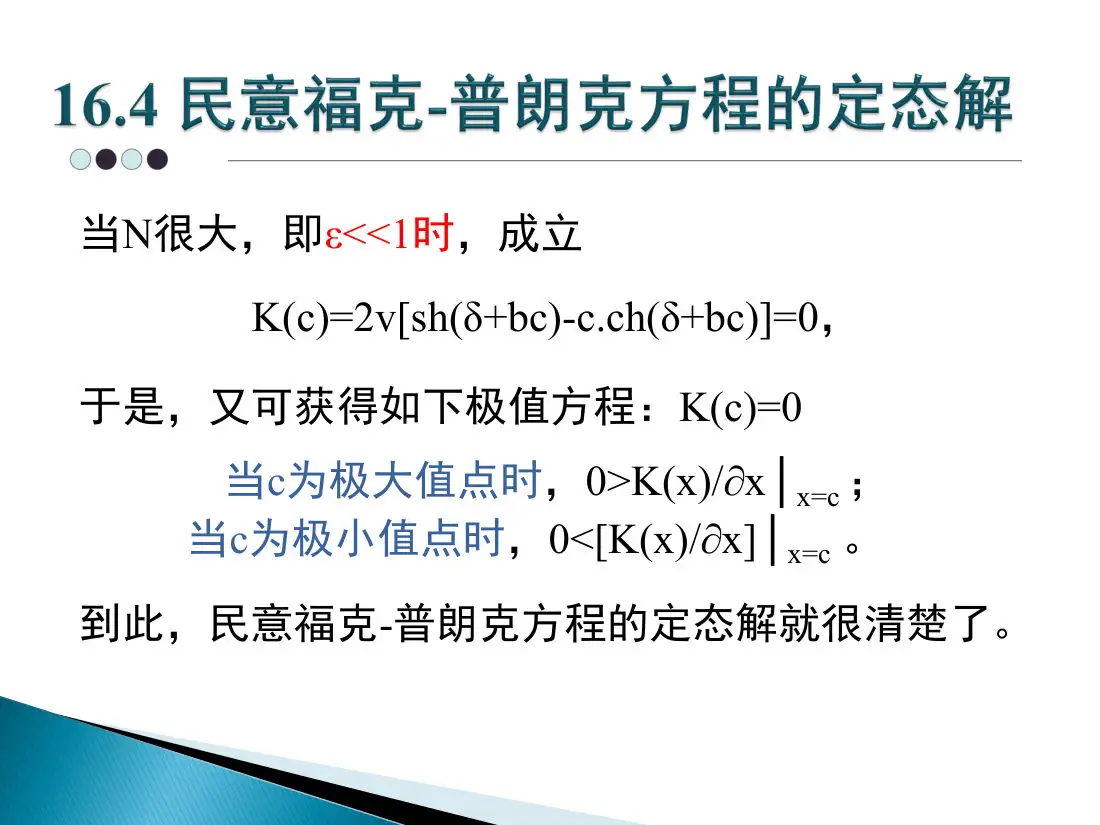 16.4 民意福克-普朗克方程的定态解
当N很大，即ε<<1时，成立
K(c)=2v[sh(δ+bc)-c.ch(δ+bc)]=0，
于是，又可获得如下极值方程：K(c)=0
当c为极大值点时，0>K(x)/∂x│x=c ；
当c为极小值点时，0<[K(x)/∂x]│x=c 。
到此，民意福克-普朗克方程的定态解就很清楚了。